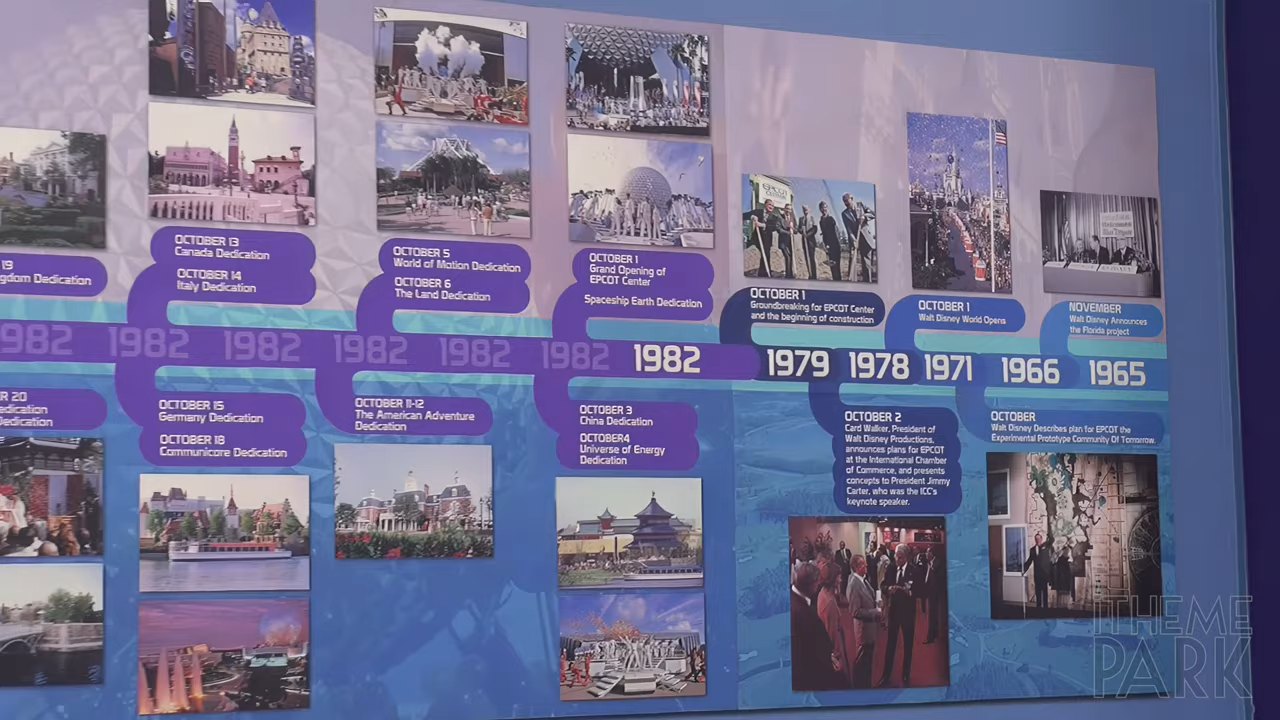 OCTOBER 13
Canada Dedication
OCTOBER 14
Italy Dedication
OCTOBER 5
World of Motion Dedication
OCTOBER 6
The Land Dedication
OCTOBER 1
Grand Opening of
EPCOT Center
Spaceship Earth Dedication
EPCOT
OCTOBER 1
Groundbreaking for EPCOT Center
and the beginning of construction
OCTOBER 1
Walt Disney World Opens
NOVEMBER
Walt Disney Announces
the Florida project
19
gdom Dedication
982 1982 1982 1982 1982 1982 1982 1979 1978 1971 1966 1965
R 20
edication
Dedication
OCTOBER 15
Germany Dedication
OCTOBER 18
Communicore Dedication
OCTOBER 11-12
The American Adventure
Dedication
OCTOBER 3
China Dedication
OCTOBER4
Universe of Energy
Dedication
OCTOBER 2
Card Walker, President of
Walt Disney Productions,
announces plans for EPCOT
at the International Chamber
of Commerce, and presents
concepts to President Jimmy
Carter, who was the ICC's
keynote speaker.
OCTOBER
Walt Disney Describes plan for EPCOT the
Experimental Prototype Community Of Tomorrow.
iTHEME
PARK